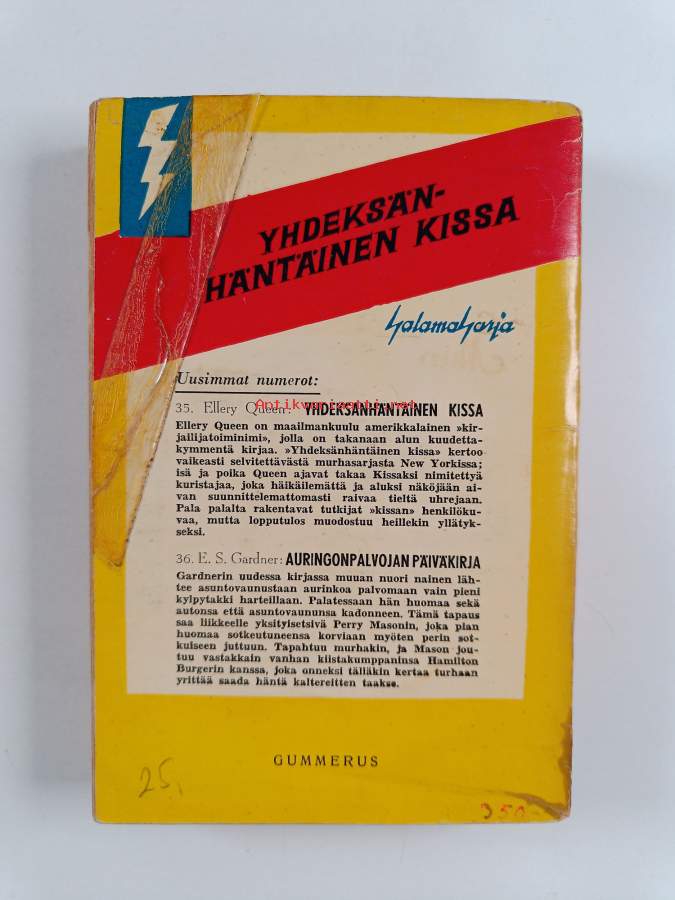 YHDEKSÄN-
HÄNTÄINEN KISSA
Salamasarja
Uusimmat numerot:
Antikvariaatti.net
35. Ellery Queen: YHDEKSÄNHÄNTÄINEN KISSA
Ellery Queen on maailmankuulu amerikkalainen »kir-
jailijatoiminimi», jolla on takanaan alun kuudetta-
kymmentä kirjaa. »Yhdeksänhäntäinen kissa» kertoo
vaikeasti selvitettävästä murhasarjasta New Yorkissa;
isä ja poika Queen ajavat takaa Kissaksi nimitettyä
kuristajaa, joka häikäilemättä ja aluksi näköjään ai-
van suunnittelemattomasti raivaa tieltä uhrejaan.
Pala palalta rakentavat tutkijat »kissan» henkilöku-
vaa, mutta lopputulos muodostuu heillekin yllätyk-
seksi.
36. E. S. Gardner: AURINGONPALVOJAN PÄIVÄKIRJA
Gardnerin uudessa kirjassa muuan nuori nainen läh-
tee asuntovaunustaan aurinkoa palvomaan vain pieni
kylpytakki harteillaan. Palatessaan hän huomaa sekä
autonsa että asuntovaununsa kadonneen. Tämä tapaus
saa liikkeelle yksityisetsivä Perry Masonin, joka pian
huomaa sotkeutuneensa korviaan myöten perin sot-
kuiseen juttuun. Tapahtuu murhakin, ja Mason jou-
tuu vastakkain vanhan kiistakumppaninsa Hamilton
Burgerin kanssa, joka onneksi tälläkin kertaa turhaan
yrittää saada häntä kaltereitten taakse.
GUMMERUS
25,
350-